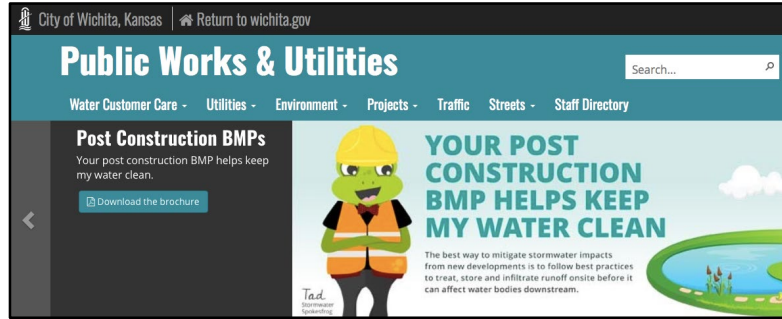 City of Wichita, Kansas Return to wichita.gov
Public Works & Utilities
Search...
Water Customer Care Utilities Environment Projects Traffic Streets Staff Directory
Post Construction BMPs
Your post construction BMP helps keep
my water clean.
Download the brochure
YOUR POST
CONSTRUCTION
BMP HELPS KEEP
MY WATER CLEAN
The best way to mitigate stormwater impacts
from new developments is to follow best practices
to treat, store and infiltrate runoff onsite before it
can affect water bodies downstream.
Tad
Stormwater
Spokesfrog